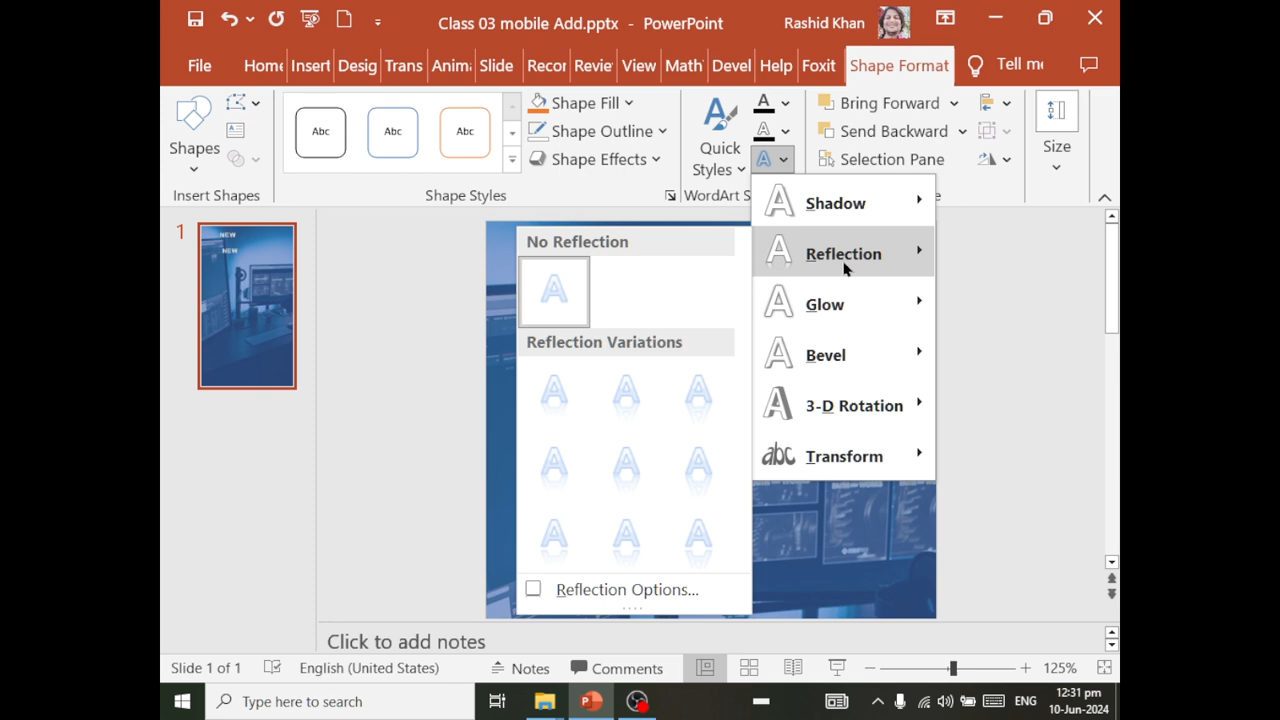 Class 03 mobile Add.pptx - PowerPoint
Rashid Khan
File Home Insert Desig Trans Anima Slide Recor Revie View Math Devel Help Foxit Shape Format Tell me
Shapes
Insert Shapes
Abc Abc Abc
Shape Fill
Shape Outline
Shape Effects
Shape Styles
Quick
Styles
WordArt S
Bring Forward
Send Backward
Selection Pane
Size
Shadow
Reflection
Glow
Bevel
3-D Rotation
Transform
No Reflection
Reflection Variations
Reflection Options...
1
NEW
NEW
Click to add notes
Slide 1 of 1 English (United States) Notes Comments 125%
Type here to search
ENG
12:31 pm
10-Jun-2024